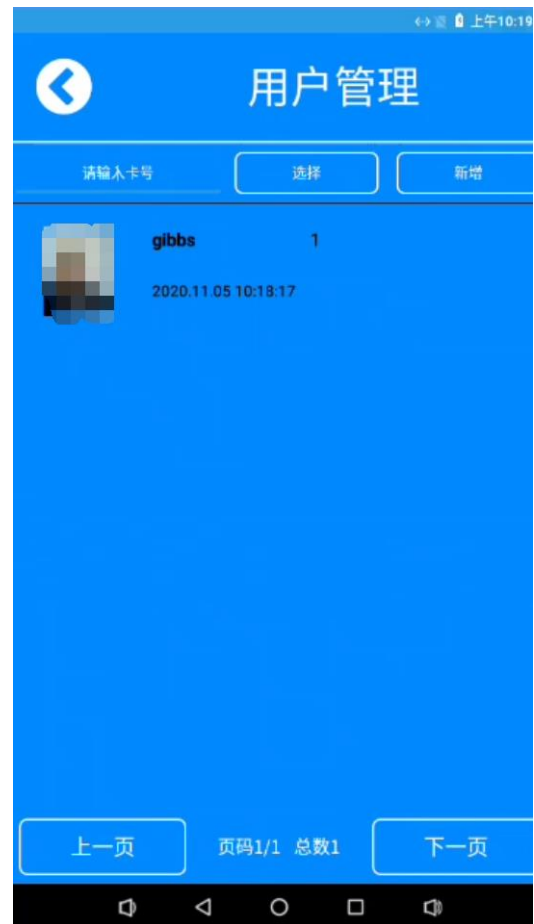 上午10:19
用户管理
请输入卡号 选择 新增
gibbs 1
2020.11.05 10:18:17
上一页 页码1/1 总数1 下一页